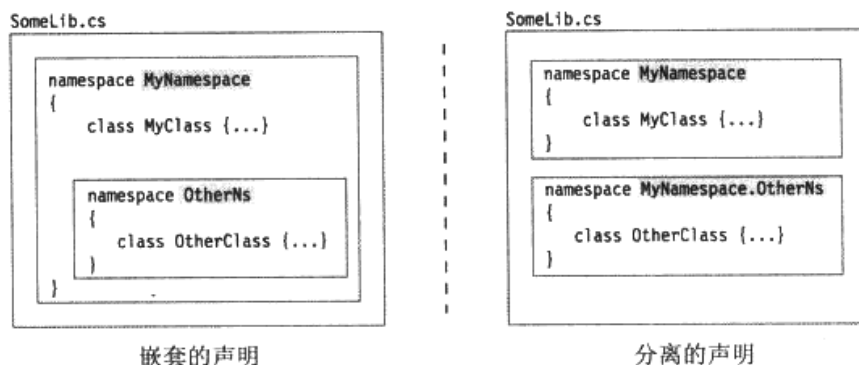 SomeLib.cs
namespace MyNamespace
{
class MyClass {...}
namespace OtherNs
{
class OtherClass {...}
}
}
嵌套的声明
SomeLib.cs
namespace MyNamespace
{
class MyClass {...}
}
namespace MyNamespace.OtherNs
{
class OtherClass {...}
}
分离的声明